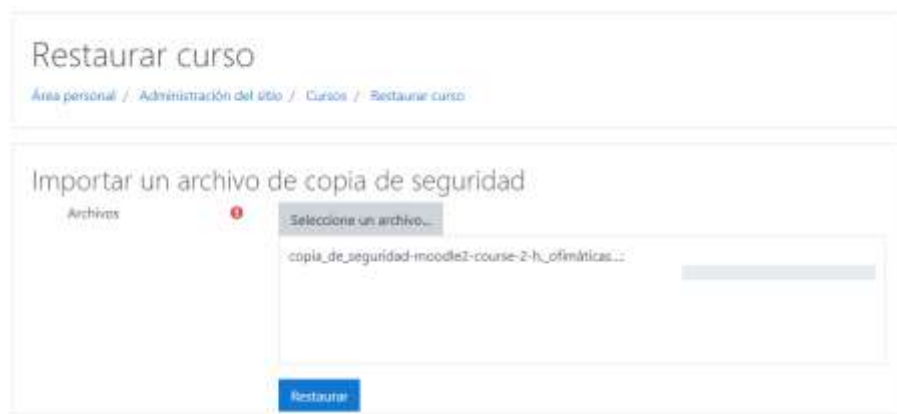 Restaurar curso
Área personal / Administración del sitio / Cursos / Restaurar curso
Importar un archivo de copia de seguridad
Archivos
Seleccione un archivo...
copia_de_seguridad-moodle2-course-2-h._ofimáticas...:
Restaurar